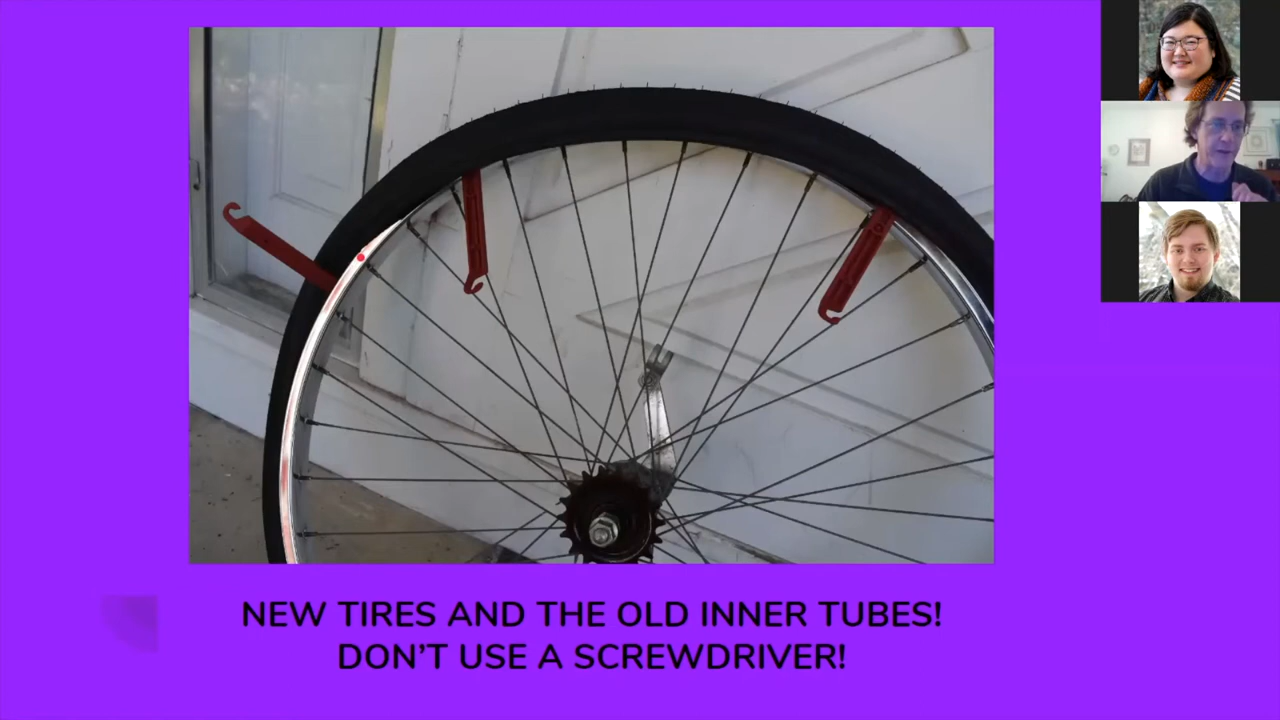 NEW TIRES AND THE OLD INNER TUBES!
DON'T USE A SCREWDRIVER!